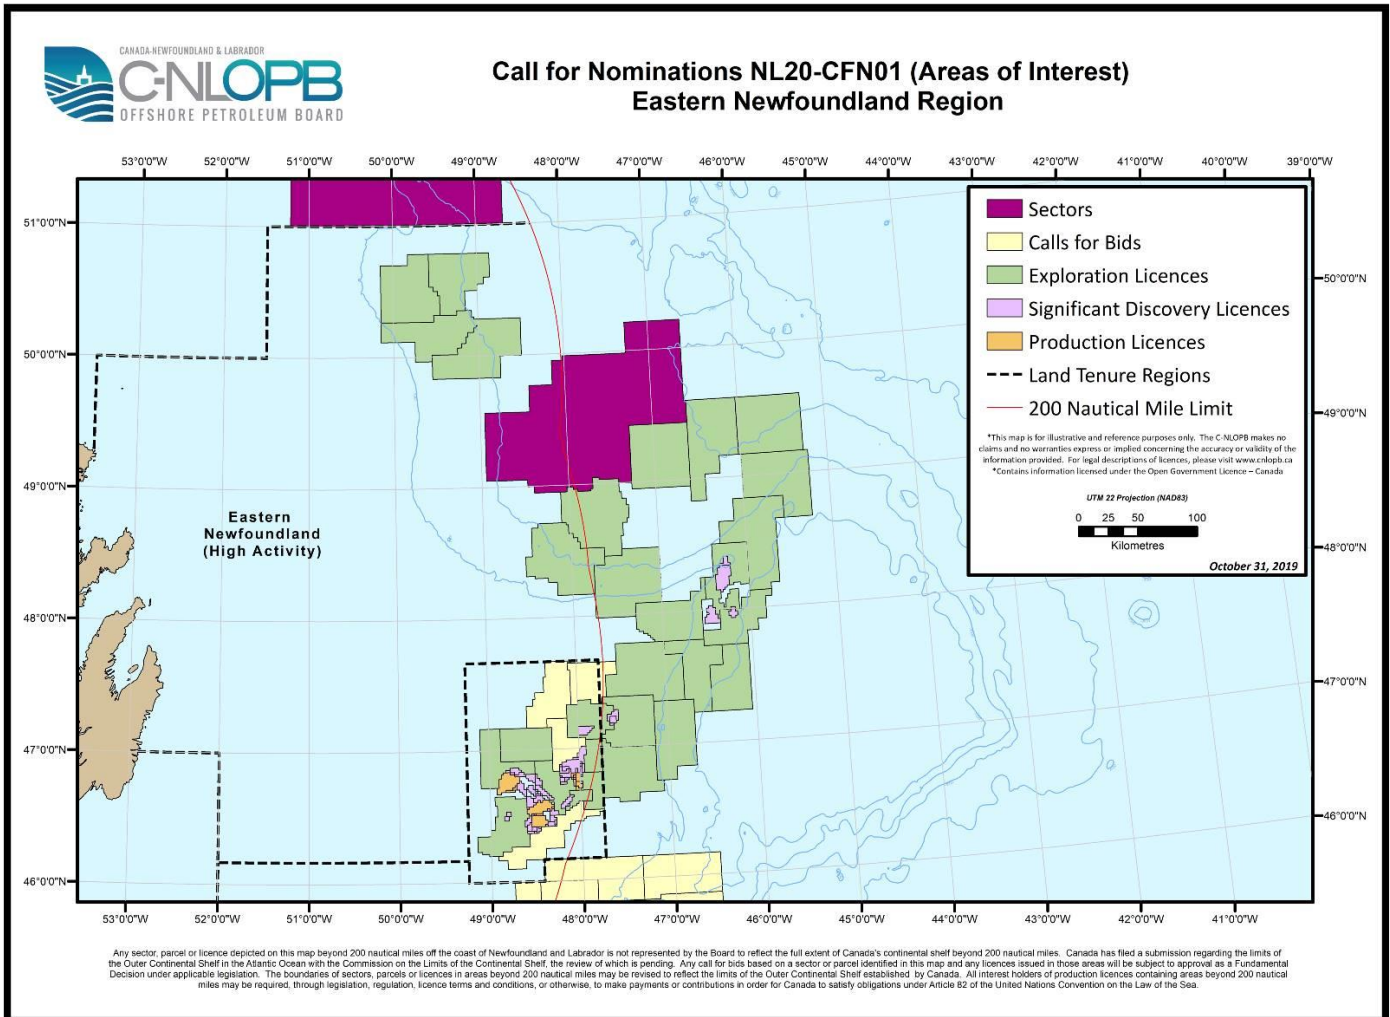 CANADA-NEWFOUNDLAND & LABRADOR
C-NLOPB
OFFSHORE PETROLEUM BOARD
Call for Nominations NL20-CFN01 (Areas of Interest)
Eastern Newfoundland Region
53°0'0"W 52°0'0"W 51°0'0"W 50°0'0"W 49°0'0"W 48°0'0"W 47°0'0"W 46°0'0"W 45°0'0"W 44°0'0"W 43°0'0"W 42°0'0"W 41°0'0"W 40°0'0"W 39°0'0"W
51°0'0"N
50°0'0"N
49°0'0"N
48°0'0"N
47°0'0"N
46°0'0"N
Eastern
Newfoundland
(High Activity)
Sectors
Calls for Bids
Exploration Licences
Significant Discovery Licences
Production Licences
Land Tenure Regions
200 Nautical Mile Limit
*This map is for illustrative and reference purposes only. The C-NLOPB makes no
claims and no warranties express or implied concerning the accuracy or validity of the
information provided. For legal descriptions of licences, please visit www.cnlopb.ca
*Contains information licensed under the Open Government Licence – Canada
UTM 22 Projection (NAD83)
0 25 50 100
Kilometres
October 31, 2019
50°0'0"N
49°0'0"N
48°0'0"N
47°0'0"N
46°0'0"N
53°0'0"W 52°0'0"W 51°0'0"W 50°0'0"W 49°0'0"W 48°0'0"W 47°0'0"W 46°0'0"W 45°0'0"W 44°0'0"W 43°0'0"W 42°0'0"W 41°0'0"W
Any sector, parcel or licence depicted on this map beyond 200 nautical miles off the coast of Newfoundland and Labrador is not represented by the Board to reflect the full extent of Canada's continental shelf beyond 200 nautical miles. Canada has filed a submission regarding the limits of
the Outer Continental Shelf in the Atlantic Ocean with the Commission on the Limits of the Continental Shelf, the review of which is pending. Any call for bids based on a sector or parcel identified in this map and any licences issued in those areas will be subject to approval as a Fundamental
Decision under applicable legislation. The boundaries of sectors, parcels or licences in areas beyond 200 nautical miles may be revised to reflect the limits of the Outer Continental Shelf established by Canada. All interest holders of production licences containing areas beyond 200 nautical
miles may be required, through legislation, regulation, licence terms and conditions, or otherwise, to make payments or contributions in order for Canada to satisfy obligations under Article 82 of the United Nations Convention on the Law of the Sea.